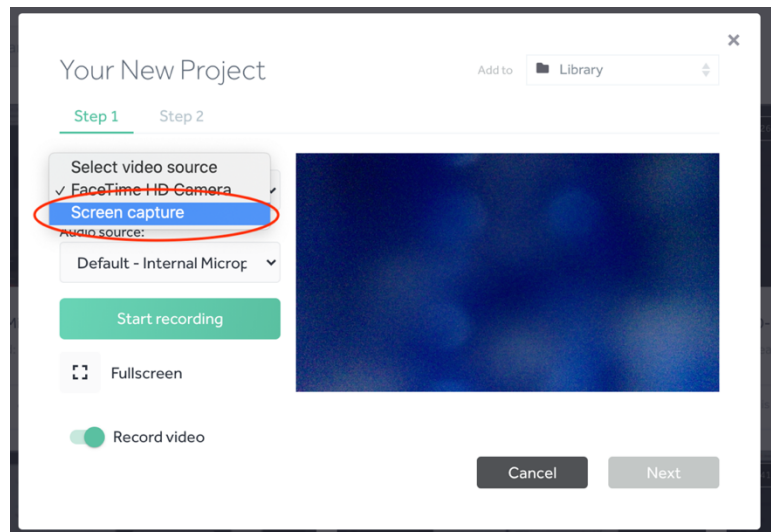 ×
Your New Project
Add to Library
Step 1 Step 2
Select video source
✓ FaceTime HD Camera
Screen capture
Audio source:
Default - Internal Microp
Start recording
Fullscreen
Record video
Cancel Next